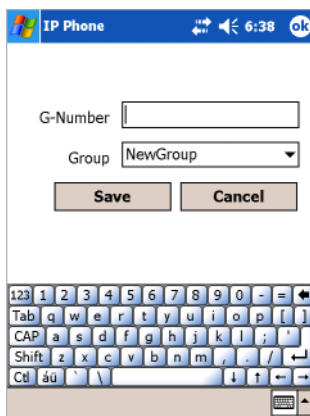 IP Phone 6:38 ok
G-Number
Group NewGroup
Save Cancel
123 1 2 3 4 5 6 7 8 9 0 - =
Tab q w e r t y u i o p [ ]
CAP a s d f g h j k l ; '
Shift z x c v b n m , . /
Ctl áü ` \